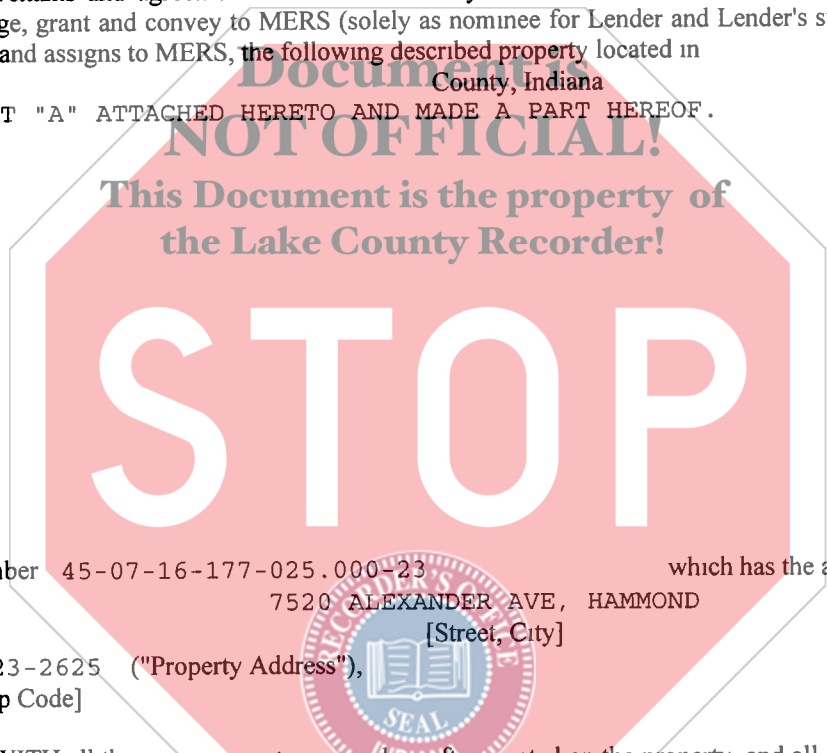 ge, grant and convey to MERS (solely as nominee for Lender and Lender's s
and assigns to MERS, the following described property located in
Document is
County, Indiana
T "A" ATTACHED HERETO AND MADE A PART HEREOF.
NOT OFFICIAL!
This Document is the property of
the Lake County Recorder!
STOP
ber 45-07-16-177-025.000-23 which has the a
7520 ALEXANDER AVE, HAMMOND
[Street, City]
23-2625 ("Property Address"),
p Code]
RECORDER'S OFFICE
SEAL